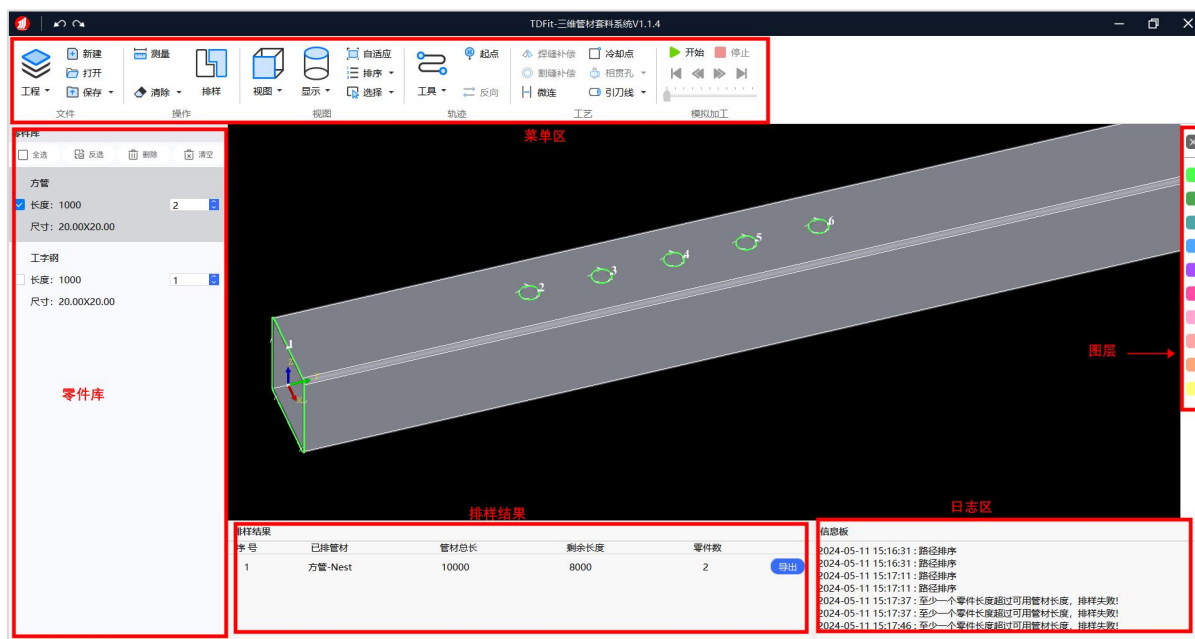 TDFit-三维管材套料系统V1.1.4
新建 测量 自适应 起点 焊缝补偿 冷却点 开始 停止
打开 排序 割缝补偿 相贯孔
工程 保存 清除 排样 视图 显示 选择 工具 反向 微连 引刀线
文件 操作 视图 轨迹 工艺 模拟加工
菜单区
零件库
全选 反选 删除 清空
方管
长度：1000 2
尺寸：20.00X20.00
工字钢
长度：1000 1
尺寸：20.00X20.00
零件库
1
2
3
4
5
6
图层
排样结果
日志区
排样结果
序号 已排管材 管材总长 剩余长度 零件数
1 方管-Nest 10000 8000 2 导出
信息板
2024-05-11 15:16:31 : 路径排序
2024-05-11 15:16:31 : 路径排序
2024-05-11 15:17:11 : 路径排序
2024-05-11 15:17:11 : 路径排序
2024-05-11 15:17:37 : 至少一个零件长度超过可用管材长度，排样失败!
2024-05-11 15:17:37 : 至少一个零件长度超过可用管材长度，排样失败!
2024-05-11 15:17:46 : 至少一个零件长度超过可用管材长度，排样失败!